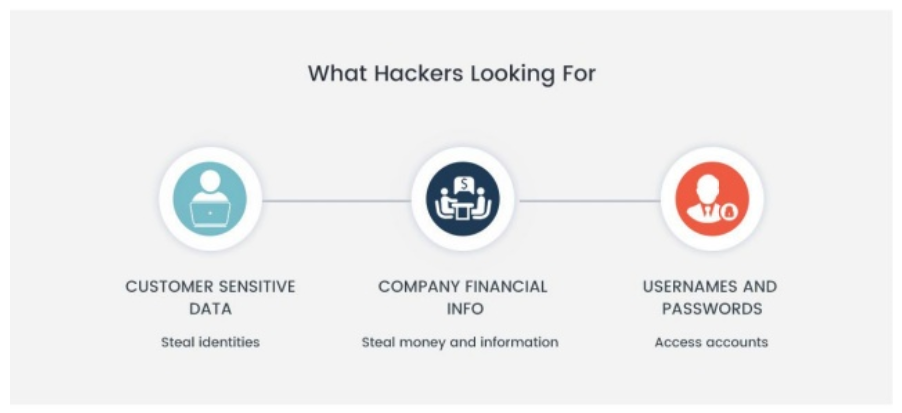 What Hackers Looking For
$
CUSTOMER SENSITIVE
DATA
COMPANY FINANCIAL
INFO
USERNAMES AND
PASSWORDS
Steal identities
Steal money and information
Access accounts